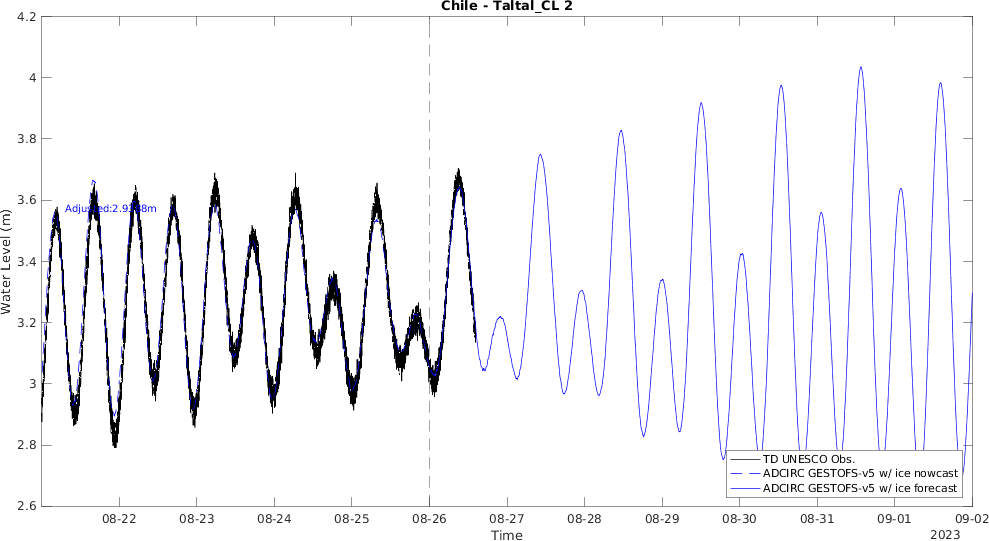 Chile - Taltal_CL 2
4.2
4
3.8
3.6
3.4
3.2
3
2.8
2.6
Water Level (m)
TD UNESCO Obs.
ADCIRC GESTOFS-v5 w/ ice nowcast
ADCIRC GESTOFS-v5 w/ ice forecast
08-22 08-23 08-24 08-25 08-26 08-27 08-28 08-29 08-30 08-31 09-01 09-02
Time
2023